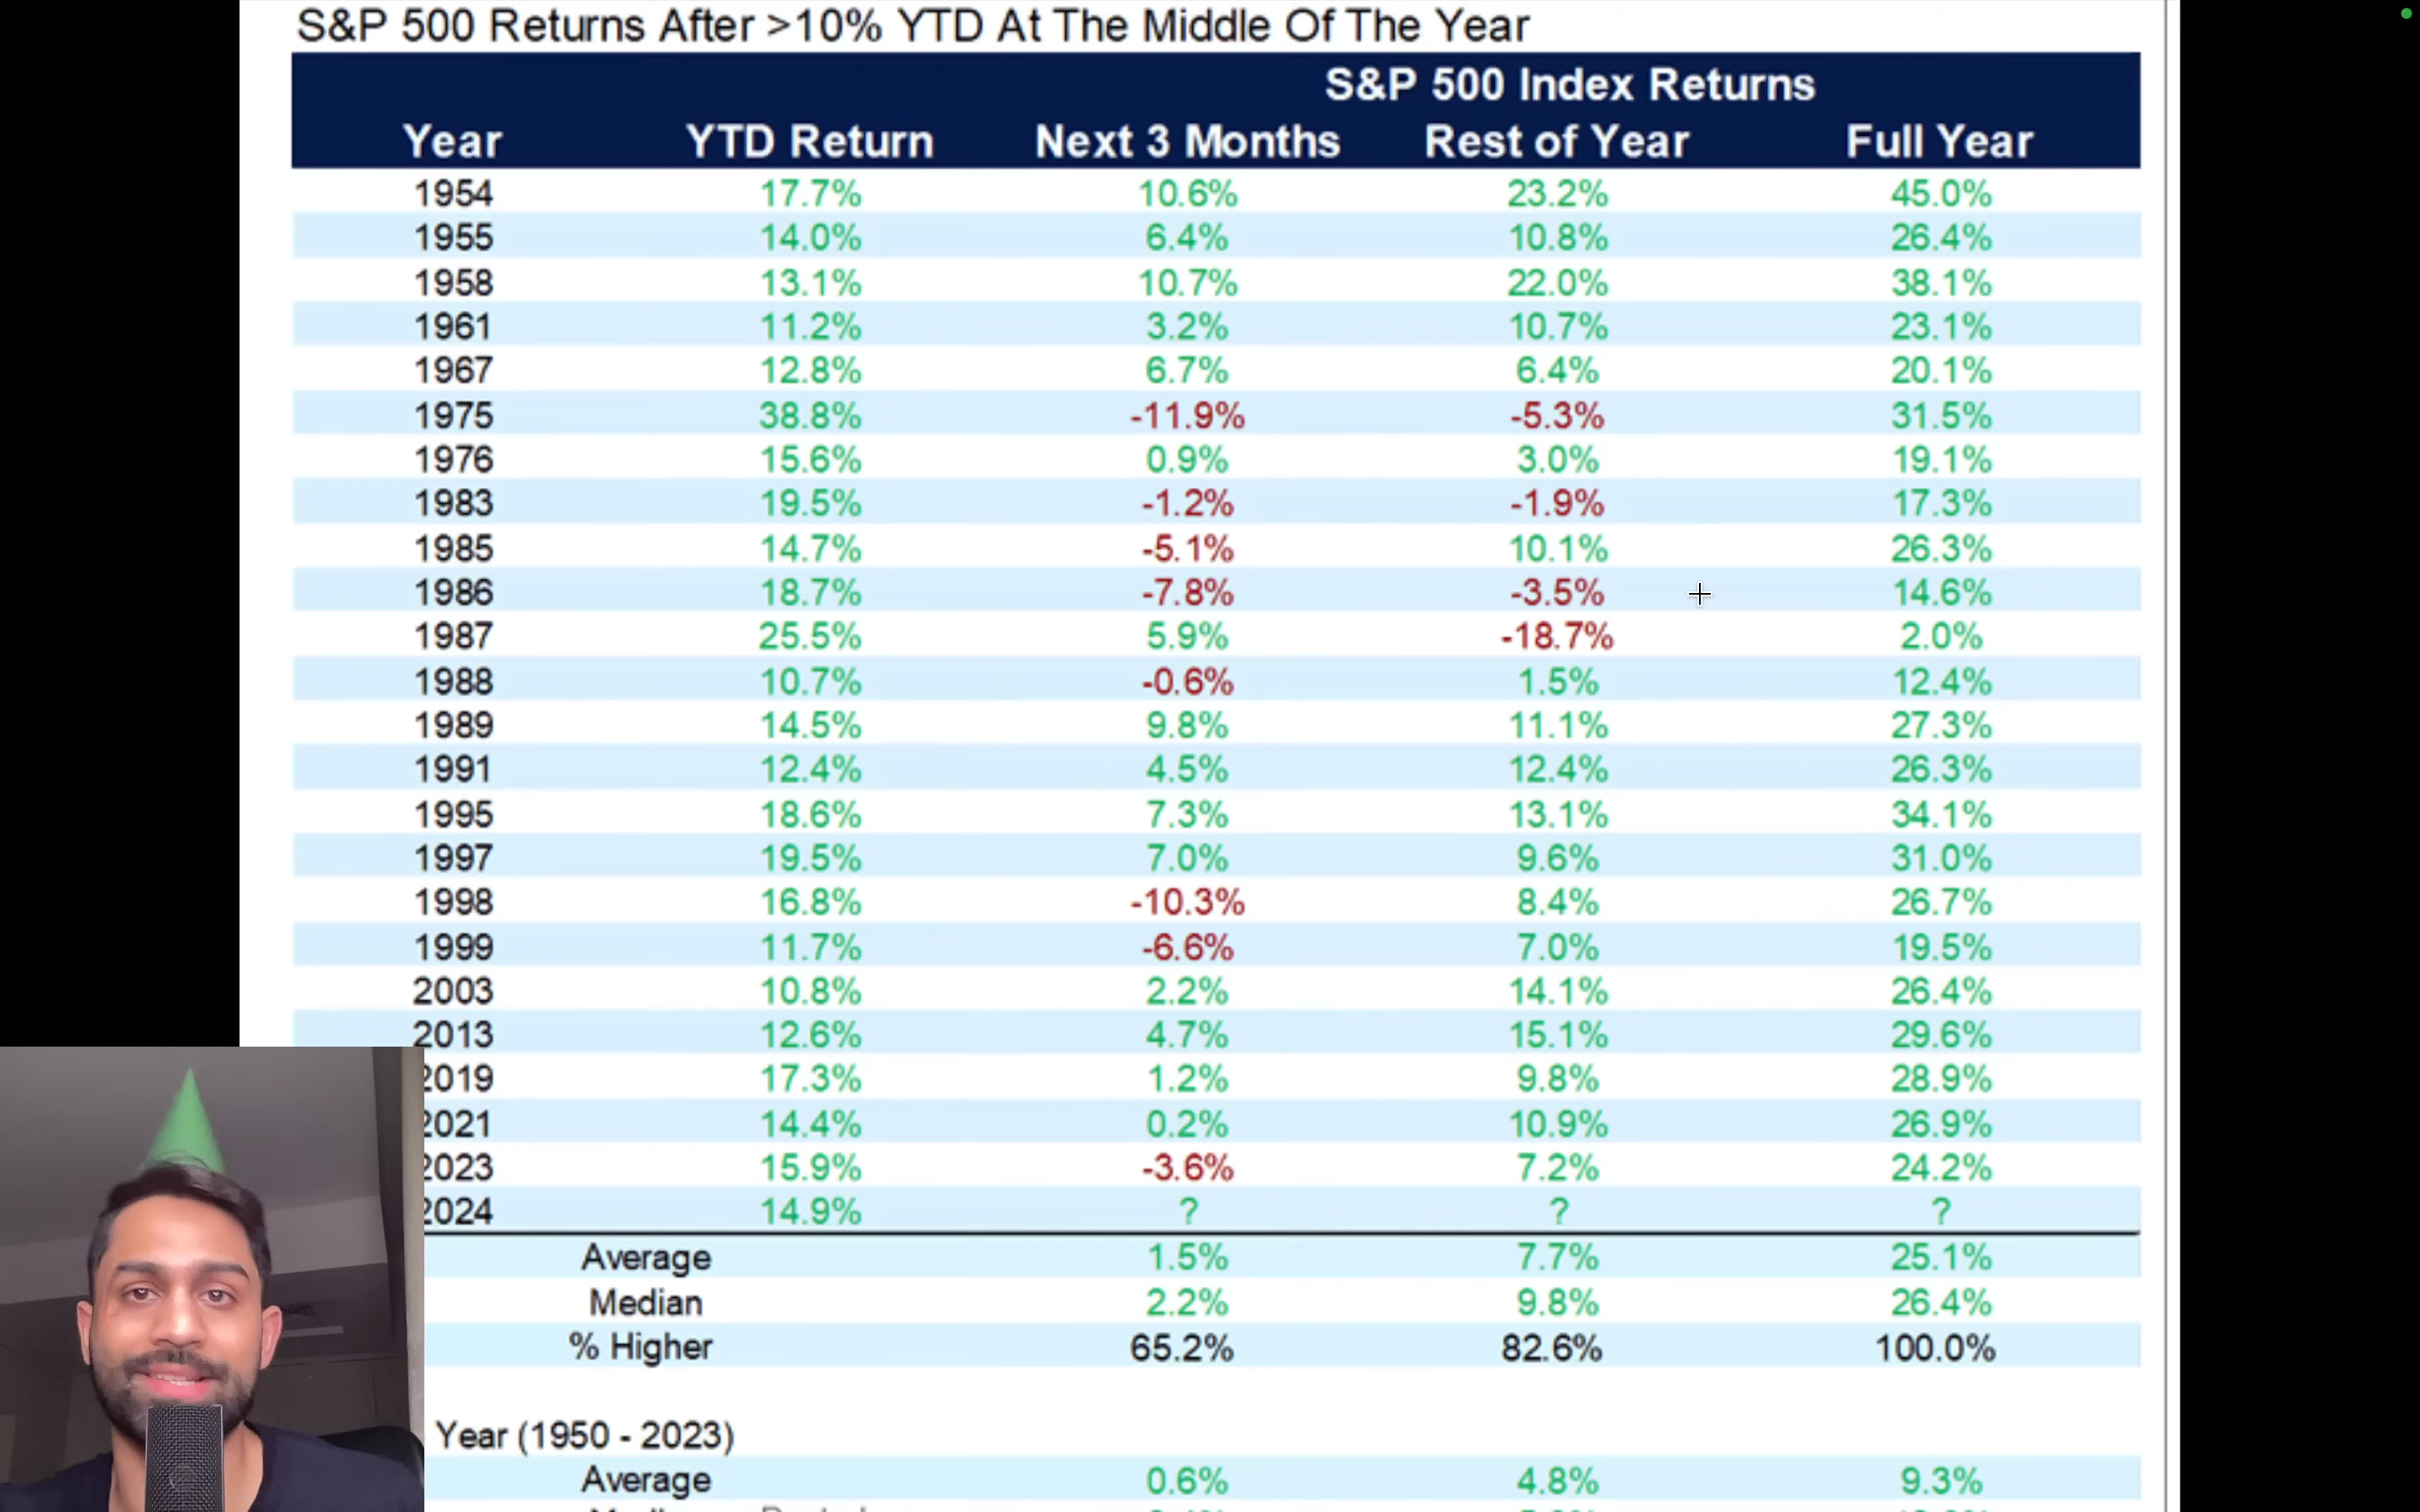 S&P 500 Returns After >10% YTD At The Middle Of The Year
S&P 500 Index Returns
Year YTD Return Next 3 Months Rest of Year Full Year
1954 17.7% 10.6% 23.2% 45.0%
1955 14.0% 6.4% 10.8% 26.4%
1958 13.1% 10.7% 22.0% 38.1%
1961 11.2% 3.2% 10.7% 23.1%
1967 12.8% 6.7% 6.4% 20.1%
1975 38.8% -11.9% -5.3% 31.5%
1976 15.6% 0.9% 3.0% 19.1%
1983 19.5% -1.2% -1.9% 17.3%
1985 14.7% -5.1% 10.1% 26.3%
1986 18.7% -7.8% -3.5% 14.6%
1987 25.5% 5.9% -18.7% 2.0%
1988 10.7% -0.6% 1.5% 12.4%
1989 14.5% 9.8% 11.1% 27.3%
1991 12.4% 4.5% 12.4% 26.3%
1995 18.6% 7.3% 13.1% 34.1%
1997 19.5% 7.0% 9.6% 31.0%
1998 16.8% -10.3% 8.4% 26.7%
1999 11.7% -6.6% 7.0% 19.5%
2003 10.8% 2.2% 14.1% 26.4%
2013 12.6% 4.7% 15.1% 29.6%
2019 17.3% 1.2% 9.8% 28.9%
2021 14.4% 0.2% 10.9% 26.9%
2023 15.9% -3.6% 7.2% 24.2%
2024 14.9% ? ? ?
Average 1.5% 7.7% 25.1%
Median 2.2% 9.8% 26.4%
% Higher 65.2% 82.6% 100.0%
Year (1950 - 2023)
Average 0.6% 4.8% 9.3%